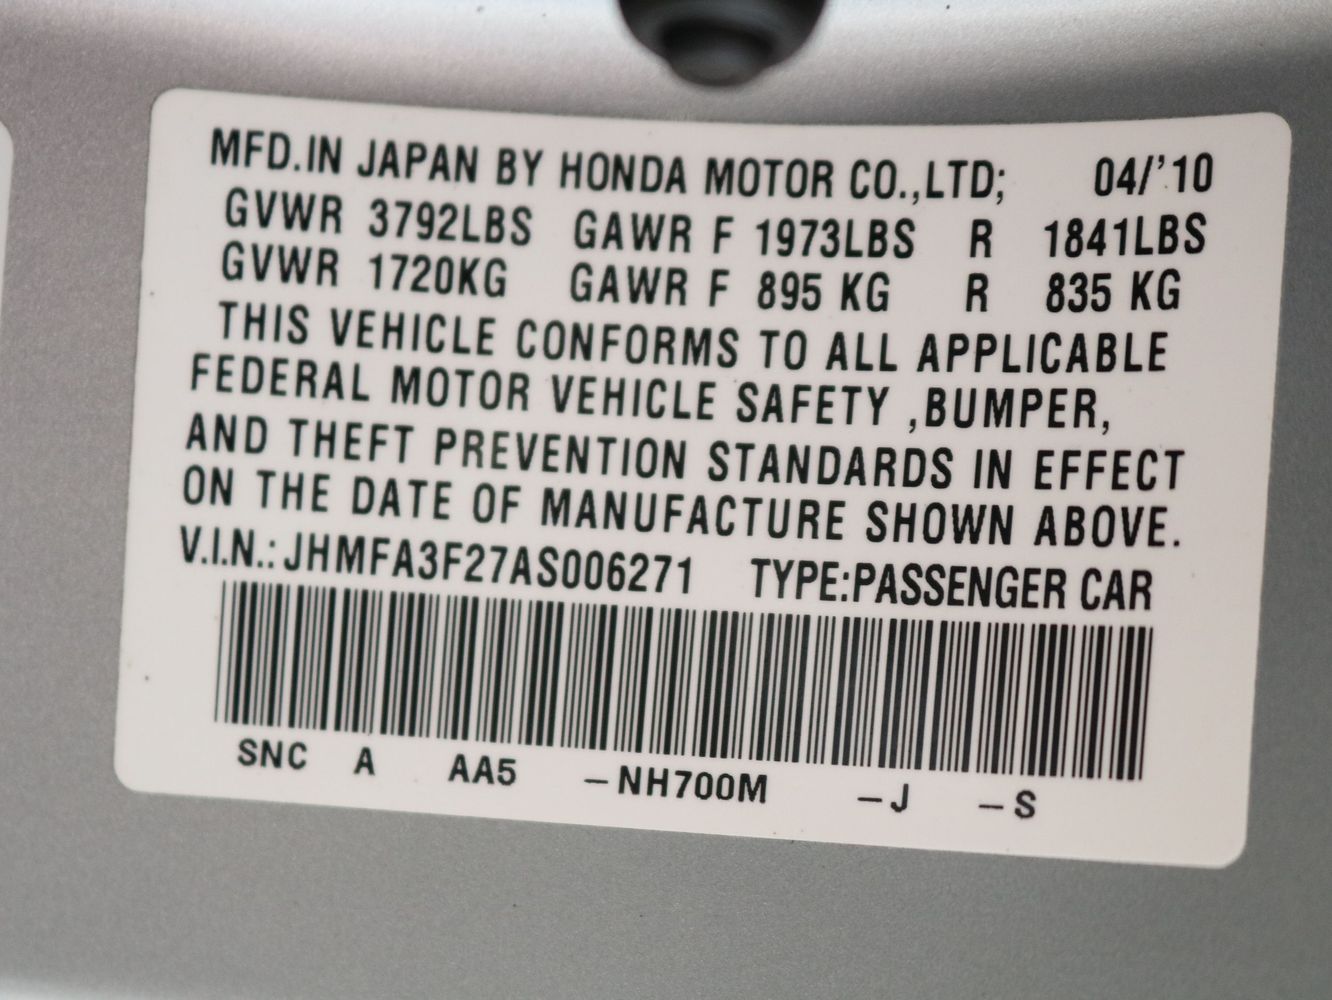 MFD.IN JAPAN BY HONDA MOTOR CO.,LTD; 04/'10
GVWR 3792LBS GAWR F 1973LBS R 1841LBS
GVWR 1720KG GAWR F 895 KG R 835 KG
THIS VEHICLE CONFORMS TO ALL APPLICABLE
FEDERAL MOTOR VEHICLE SAFETY ,BUMPER,
AND THEFT PREVENTION STANDARDS IN EFFECT
ON THE DATE OF MANUFACTURE SHOWN ABOVE.
V.I.N.: JHMFA3F27AS006271 TYPE:PASSENGER CAR
SNC A AA5 –NH700M –J –S